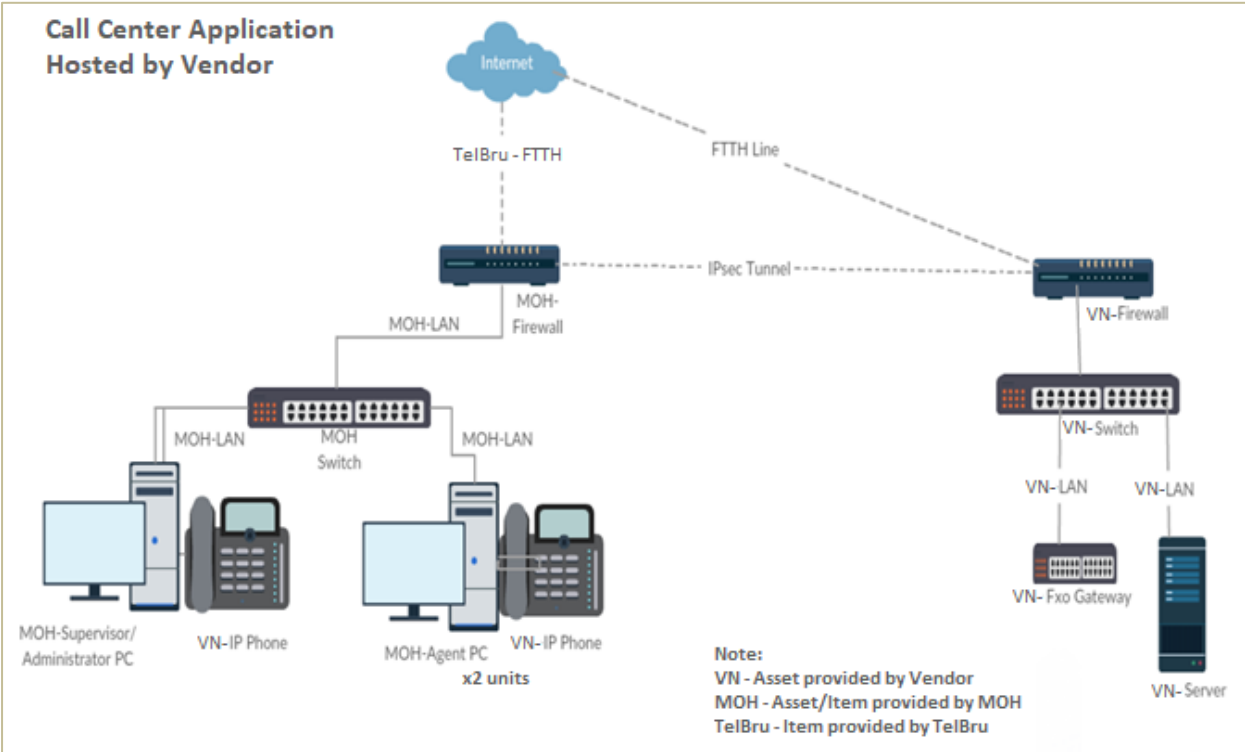 Call Center Application
Hosted by Vendor
Internet
TelBru - FTTH
FTTH Line
IPsec Tunnel
MOH-
Firewall
MOH-LAN
VN-Firewall
MOH-LAN
MOH
Switch
MOH-LAN
VN-Switch
VN-LAN
VN-LAN
MOH-Supervisor/
Administrator PC
VN-IP Phone
MOH-Agent PC
x2 units
VN-IP Phone
VN-Fxo Gateway
VN-Server
Note:
VN - Asset provided by Vendor
MOH - Asset/Item provided by MOH
TelBru - Item provided by TelBru